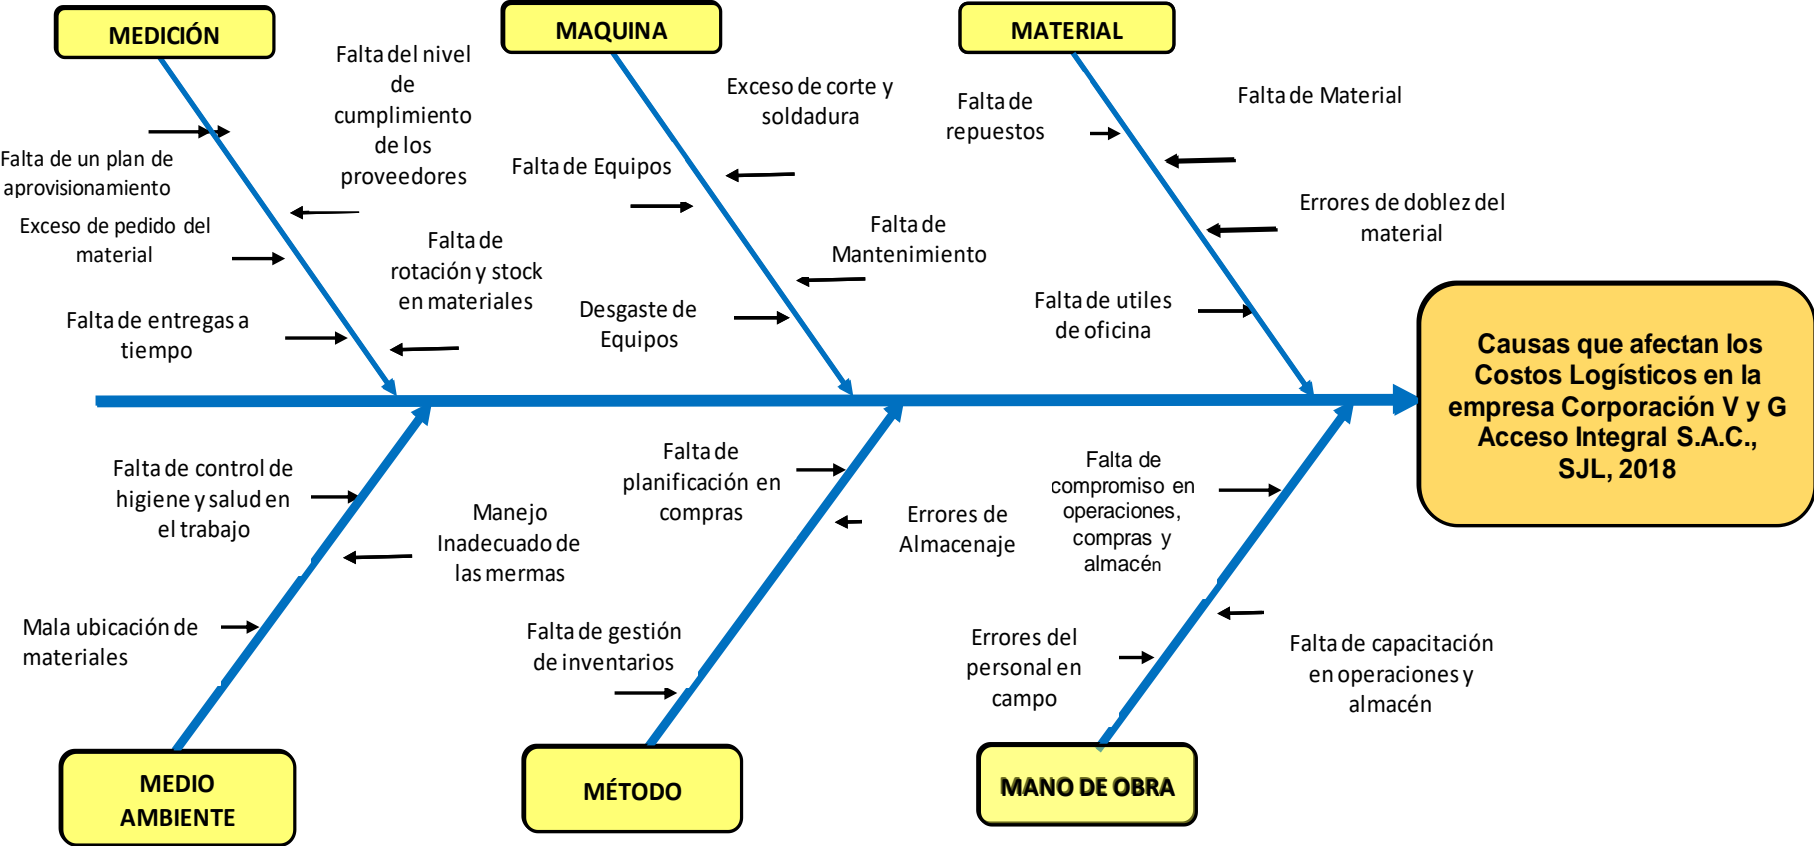 MEDICIÓN
MAQUINA
MATERIAL
Falta del nivel
de
cumplimiento
de los
proveedores
Falta de un plan de
aprovisionamiento
Exceso de pedido del
material
Falta de
rotación y stock
en materiales
Falta de entregas a
tiempo
Exceso de corte y
soldadura
Falta de Equipos
Falta de
Mantenimiento
Desgaste de
Equipos
Falta de
repuestos
Falta de Material
Errores de doblez del
material
Falta de utiles
de oficina
Causas que afectan los
Costos Logísticos en la
empresa Corporación V y G
Acceso Integral S.A.C.,
SJL, 2018
Falta de control de
higiene y salud en
el trabajo
Manejo
Inadecuado de
las mermas
Mala ubicación de
materiales
Falta de
planificación en
compras
Errores de
Almacenaje
Falta de gestión
de inventarios
Falta de
compromiso en
operaciones,
compras y
almacén
Errores del
personal en
campo
Falta de capacitación
en operaciones y
almacén
MEDIO
AMBIENTE
MÉTODO
MANO DE OBRA